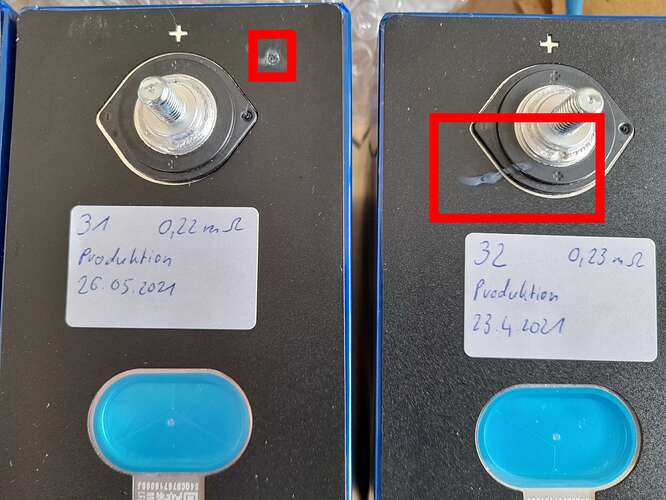 +
31 0,22 mΩ
Produktion
26.05.2021
+
32 0,23 mΩ
Produktion
23.4.2021